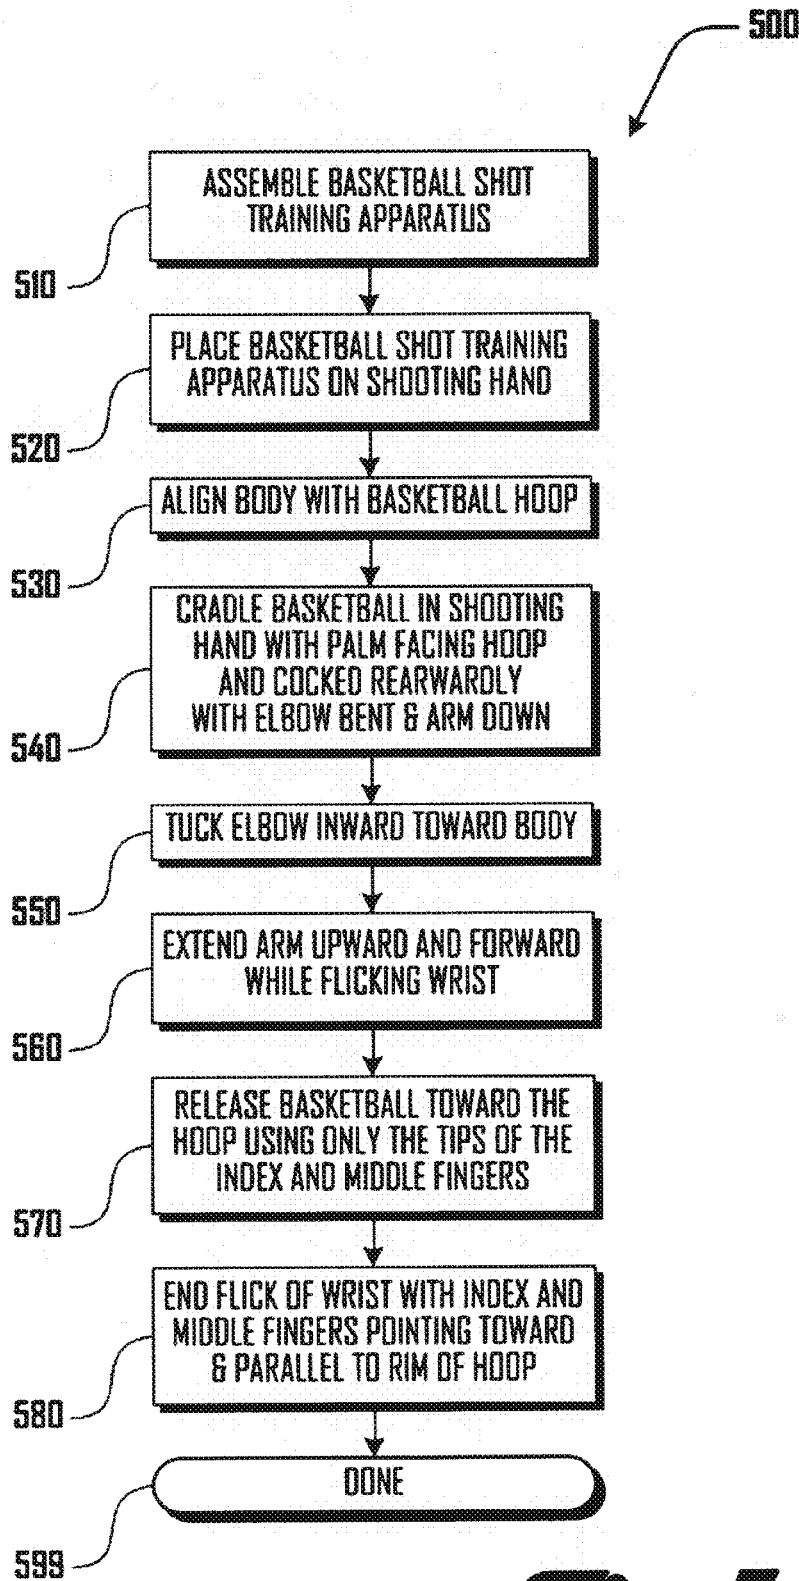 500
ASSEMBLE BASKETBALL SHOT
TRAINING APPARATUS
510
PLACE BASKETBALL SHOT TRAINING
APPARATUS ON SHOOTING HAND
520
ALIGN BODY WITH BASKETBALL HOOP
530
CRADLE BASKETBALL IN SHOOTING
HAND WITH PALM FACING HOOP
AND COCKED REARWARDLY
WITH ELBOW BENT & ARM DOWN
540
TUCK ELBOW INWARD TOWARD BODY
550
EXTEND ARM UPWARD AND FORWARD
WHILE FLICKING WRIST
560
RELEASE BASKETBALL TOWARD THE
HOOP USING ONLY THE TIPS OF THE
INDEX AND MIDDLE FINGERS
570
END FLICK OF WRIST WITH INDEX AND
MIDDLE FINGERS POINTING TOWARD
& PARALLEL TO RIM OF HOOP
580
DONE
599